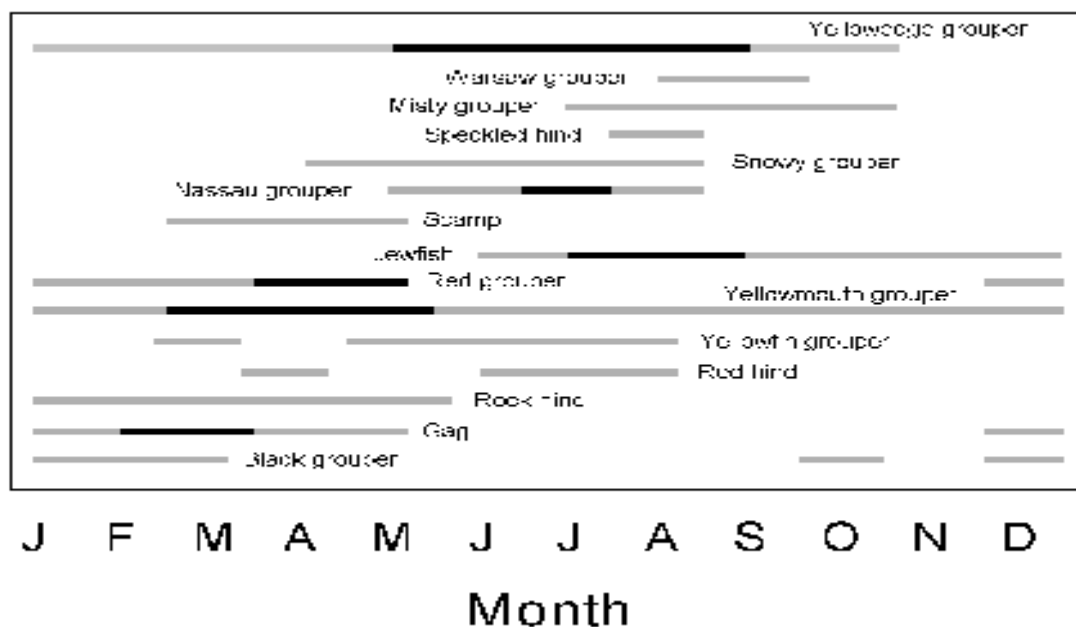 Yellowedge grouper
Warsaw grouper
Misty grouper
Speckled hind
Snowy grouper
Nassau grouper
Scamp
Jewfish
Red grouper
Yellowmouth grouper
Yellowfin grouper
Red hind
Rock hind
Gag
Black grouper
J F M A M J J A S O N D
Month